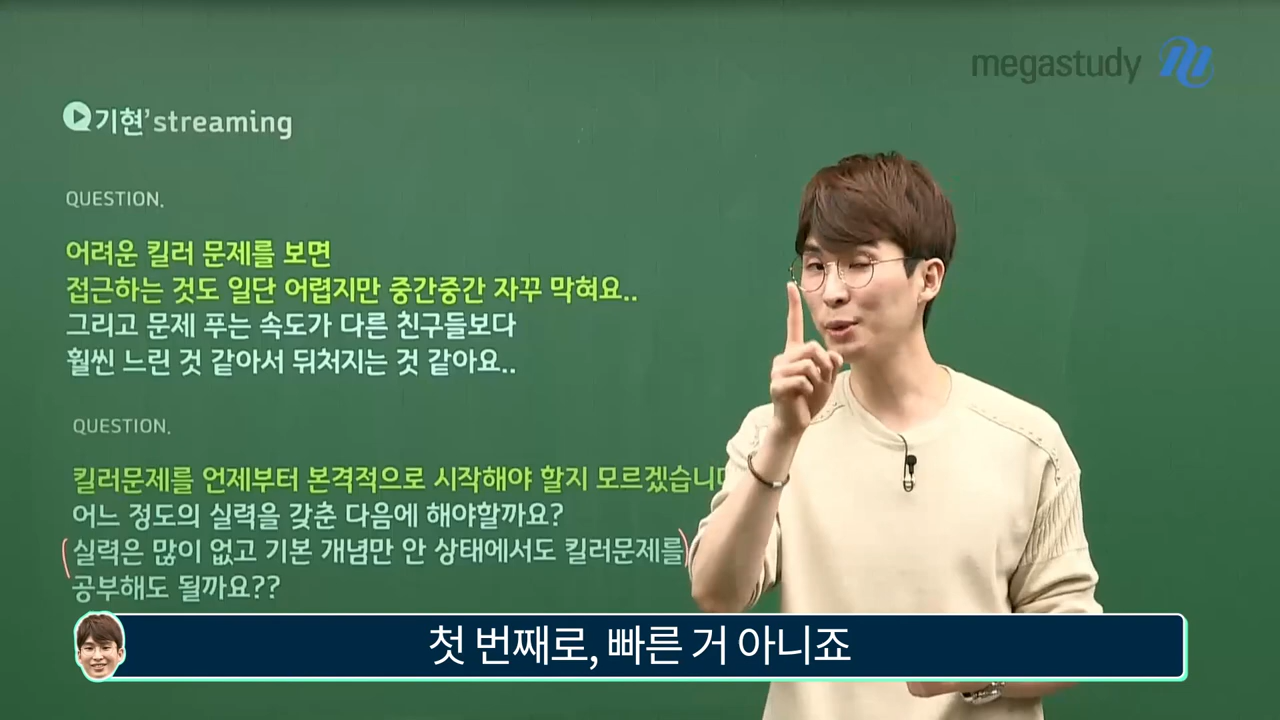 megastudy
기현'streaming
QUESTION.
어려운 킬러 문제를 보면
접근하는 것도 일단 어렵지만 중간중간 자꾸 막혀요..
그리고 문제 푸는 속도가 다른 친구들보다
훨씬 느린 것 같아서 뒤처지는 것 같아요..
QUESTION.
킬러문제를 언제부터 본격적으로 시작해야 할지 모르겠습니
어느 정도의 실력을 갖춘 다음에 해야할까요?
(실력은 많이 없고 기본 개념만 안 상태에서도 킬러문제를)
공부해도 될까요??
첫 번째로, 빠른 거 아니죠